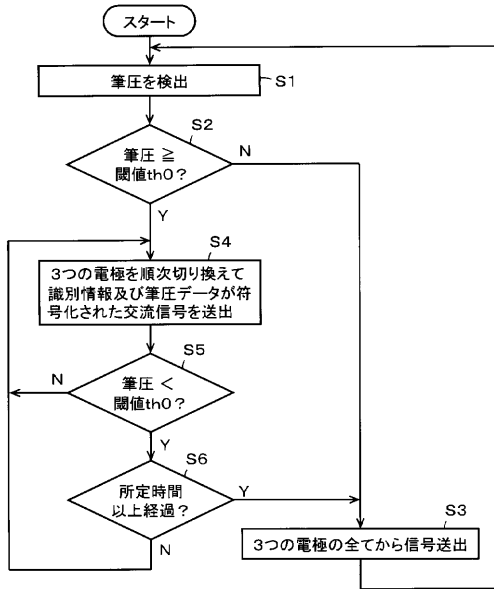 スタート
筆圧を検出
S1
S2
筆圧 ≧
閾値th0?
N
Y
S4
3つの電極を順次切り換えて
識別情報及び筆圧データが符
号化された交流信号を送出
S5
N
筆圧 <
閾値th0?
Y
S6
所定時間
以上経過?
Y
N
S3
3つの電極の全てから信号送出